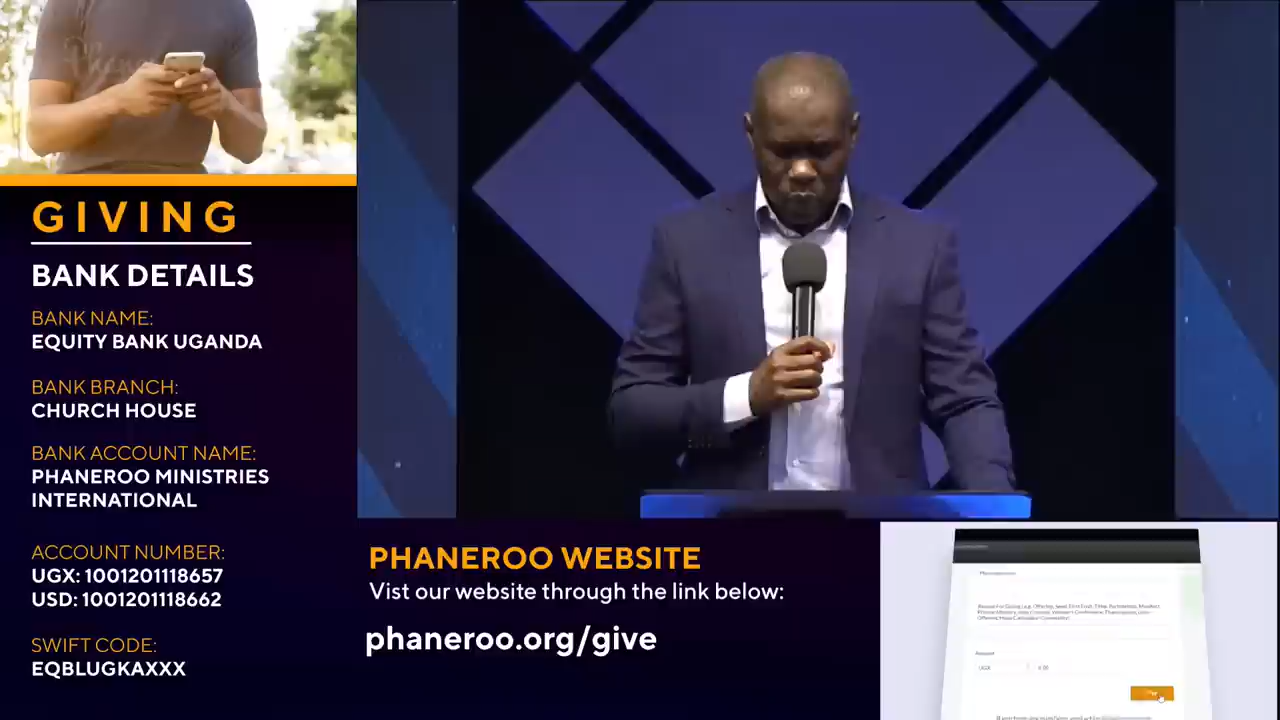 GIVING
BANK DETAILS
BANK NAME:
EQUITY BANK UGANDA
BANK BRANCH:
CHURCH HOUSE
BANK ACCOUNT NAME:
PHANEROO MINISTRIES
INTERNATIONAL
ACCOUNT NUMBER:
UGX: 1001201118657
USD: 1001201118662
SWIFT CODE:
EQBLUGKAXXX
PHANEROO WEBSITE
Vist our website through the link below:
phaneroo.org/give
Amount
UGX